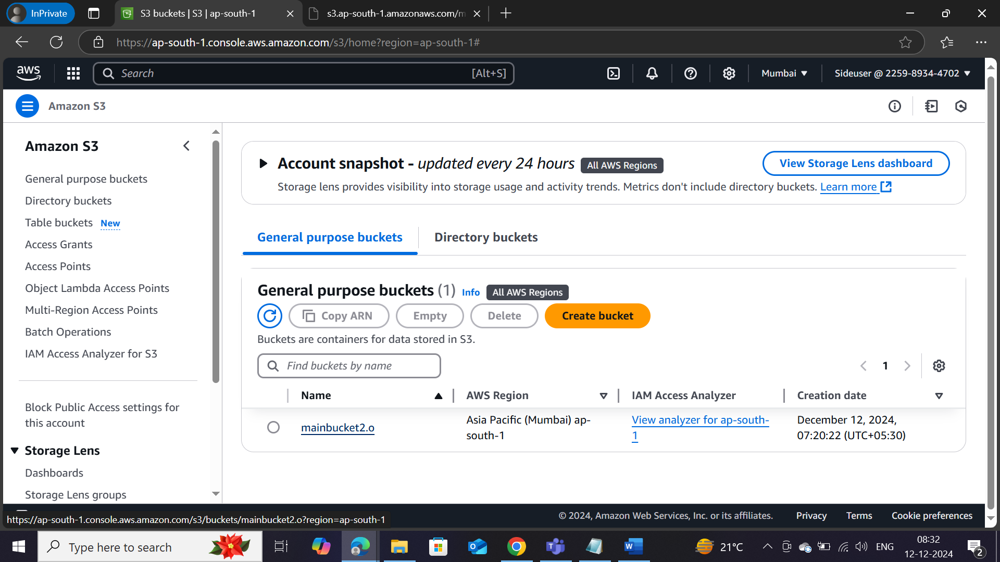 InPrivate
S3 buckets | S3 | ap-south-1
s3.ap-south-1.amazonaws.com/m
https://ap-south-1.console.aws.amazon.com/s3/home?region=ap-south-1#
aws
Search
[Alt+S]
Mumbai
Sideuser @ 2259-8934-4702
Amazon S3
Amazon S3
General purpose buckets
Directory buckets
Table buckets New
Access Grants
Access Points
Object Lambda Access Points
Multi-Region Access Points
Batch Operations
IAM Access Analyzer for S3
Block Public Access settings for
this account
Storage Lens
Dashboards
Storage Lens groups
Account snapshot - updated every 24 hours All AWS Regions
View Storage Lens dashboard
Storage lens provides visibility into storage usage and activity trends. Metrics don't include directory buckets. Learn more
General purpose buckets
Directory buckets
General purpose buckets (1) Info All AWS Regions
Copy ARN
Empty
Delete
Create bucket
Buckets are containers for data stored in S3.
Find buckets by name
1
Name
AWS Region
IAM Access Analyzer
Creation date
mainbucket2.o
Asia Pacific (Mumbai) ap-
south-1
View analyzer for ap-south-
1
December 12, 2024,
07:20:22 (UTC+05:30)
https://ap-south-1.console.aws.amazon.com/s3/buckets/mainbucket2.o?region=ap-south-1
© 2024, Amazon Web Services, Inc. or its affiliates.
Privacy
Terms
Cookie preferences
Type here to search
21°C
ENG
08:32
12-12-2024
2